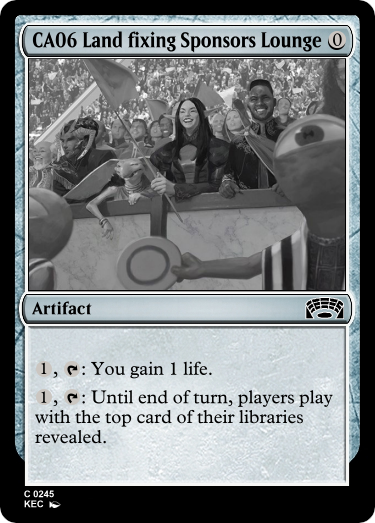 CA06 Land fixing Sponsors Lounge 0
Artifact
1, T: You gain 1 life.
1, T: Until end of turn, players play
with the top card of their libraries
revealed.
C 0245
KEC